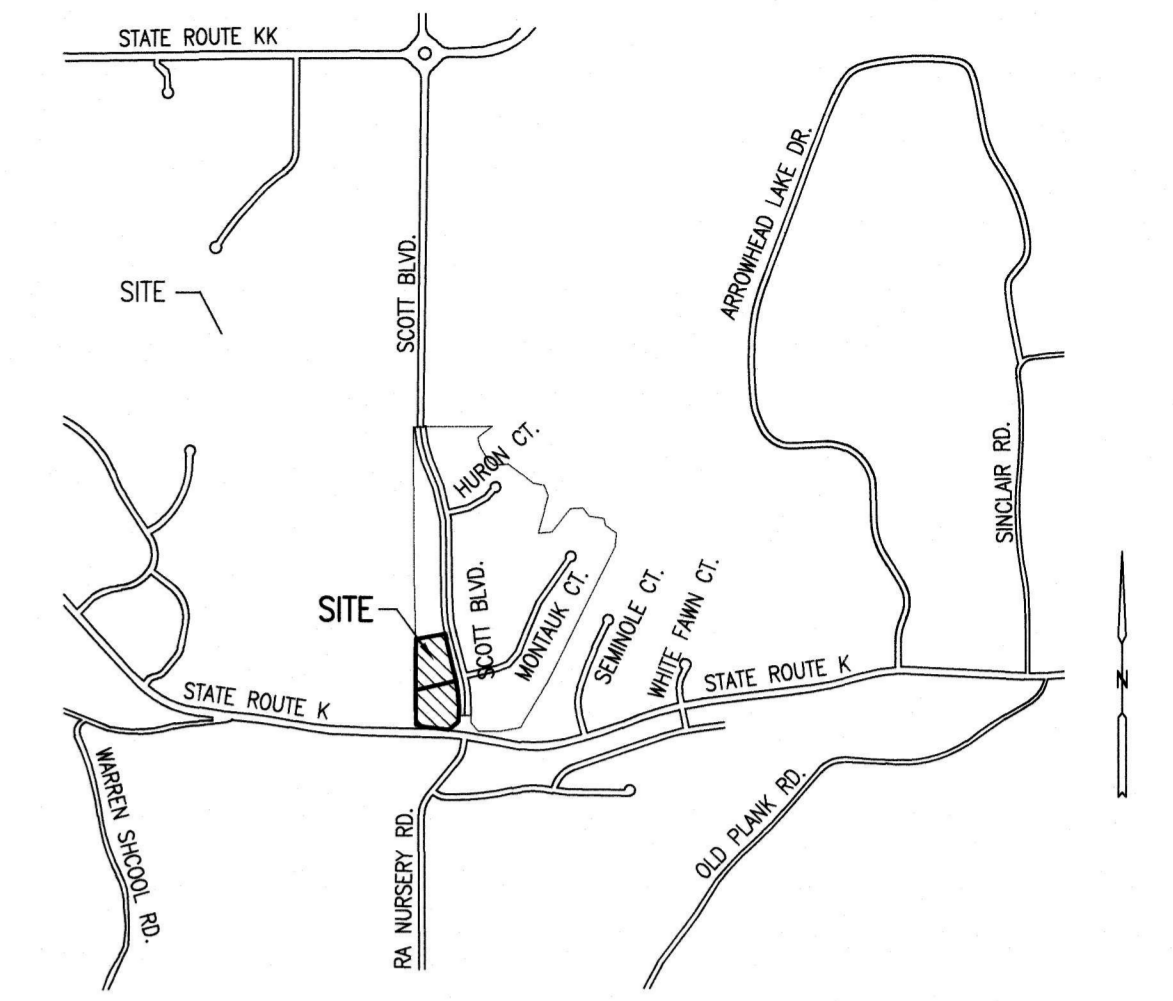 STATE ROUTE KK
ARROWHEAD LAKE DR.
SCOTT BLVD.
SITE
HURON CT.
SINCLAIR RD.
SITE
SCOTT BLVD.
MONTAUK CT.
SEMINOLE CT.
WHITE FAWN CT.
STATE ROUTE K
STATE ROUTE K
N
WARREN SHCOOL RD.
RA NURSERY RD.
OLD PLANK RD.